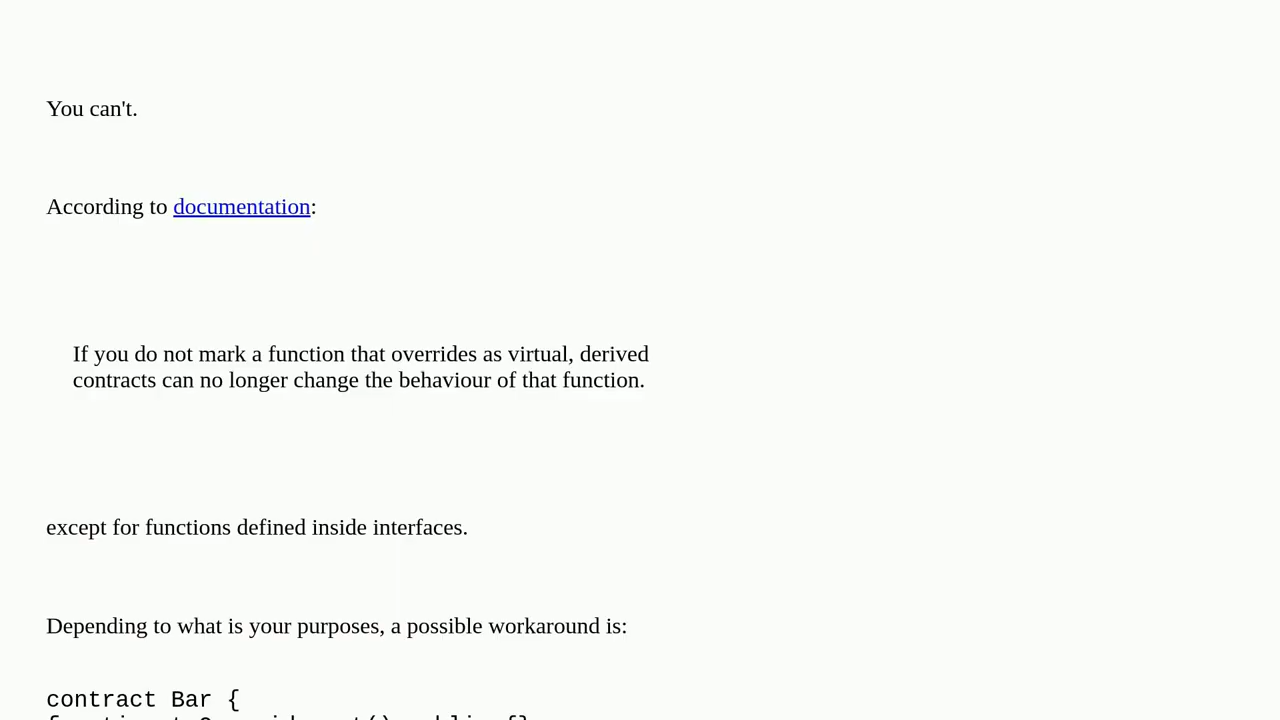 You can't.
According to documentation:
If you do not mark a function that overrides as virtual, derived
contracts can no longer change the behaviour of that function.
except for functions defined inside interfaces.
Depending to what is your purposes, a possible workaround is:
contract Bar {